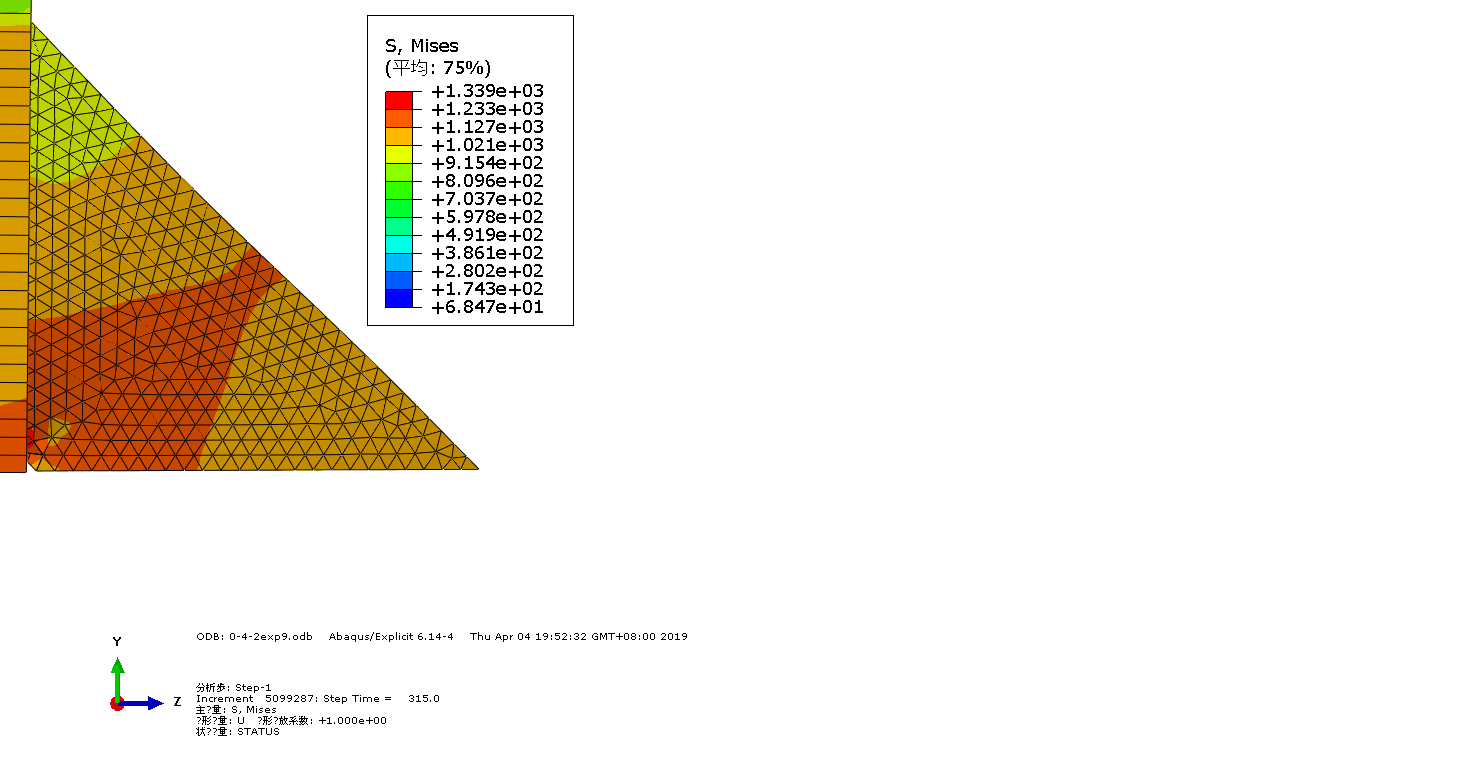 S, Mises
(平均: 75%)
+1.339e+03
+1.233e+03
+1.127e+03
+1.021e+03
+9.154e+02
+8.096e+02
+7.037e+02
+5.978e+02
+4.919e+02
+3.861e+02
+2.802e+02
+1.743e+02
+6.847e+01
Y
Z
ODB: 0-4-2exp9.odb Abaqus/Explicit 6.14-4 Thu Apr 04 19:52:32 GMT+08:00 2019
分析步: Step-1
Increment 5099287: Step Time = 315.0
主?量: S, Mises
?形?量: U ?形?放系数: +1.000e+00
状??量: STATUS